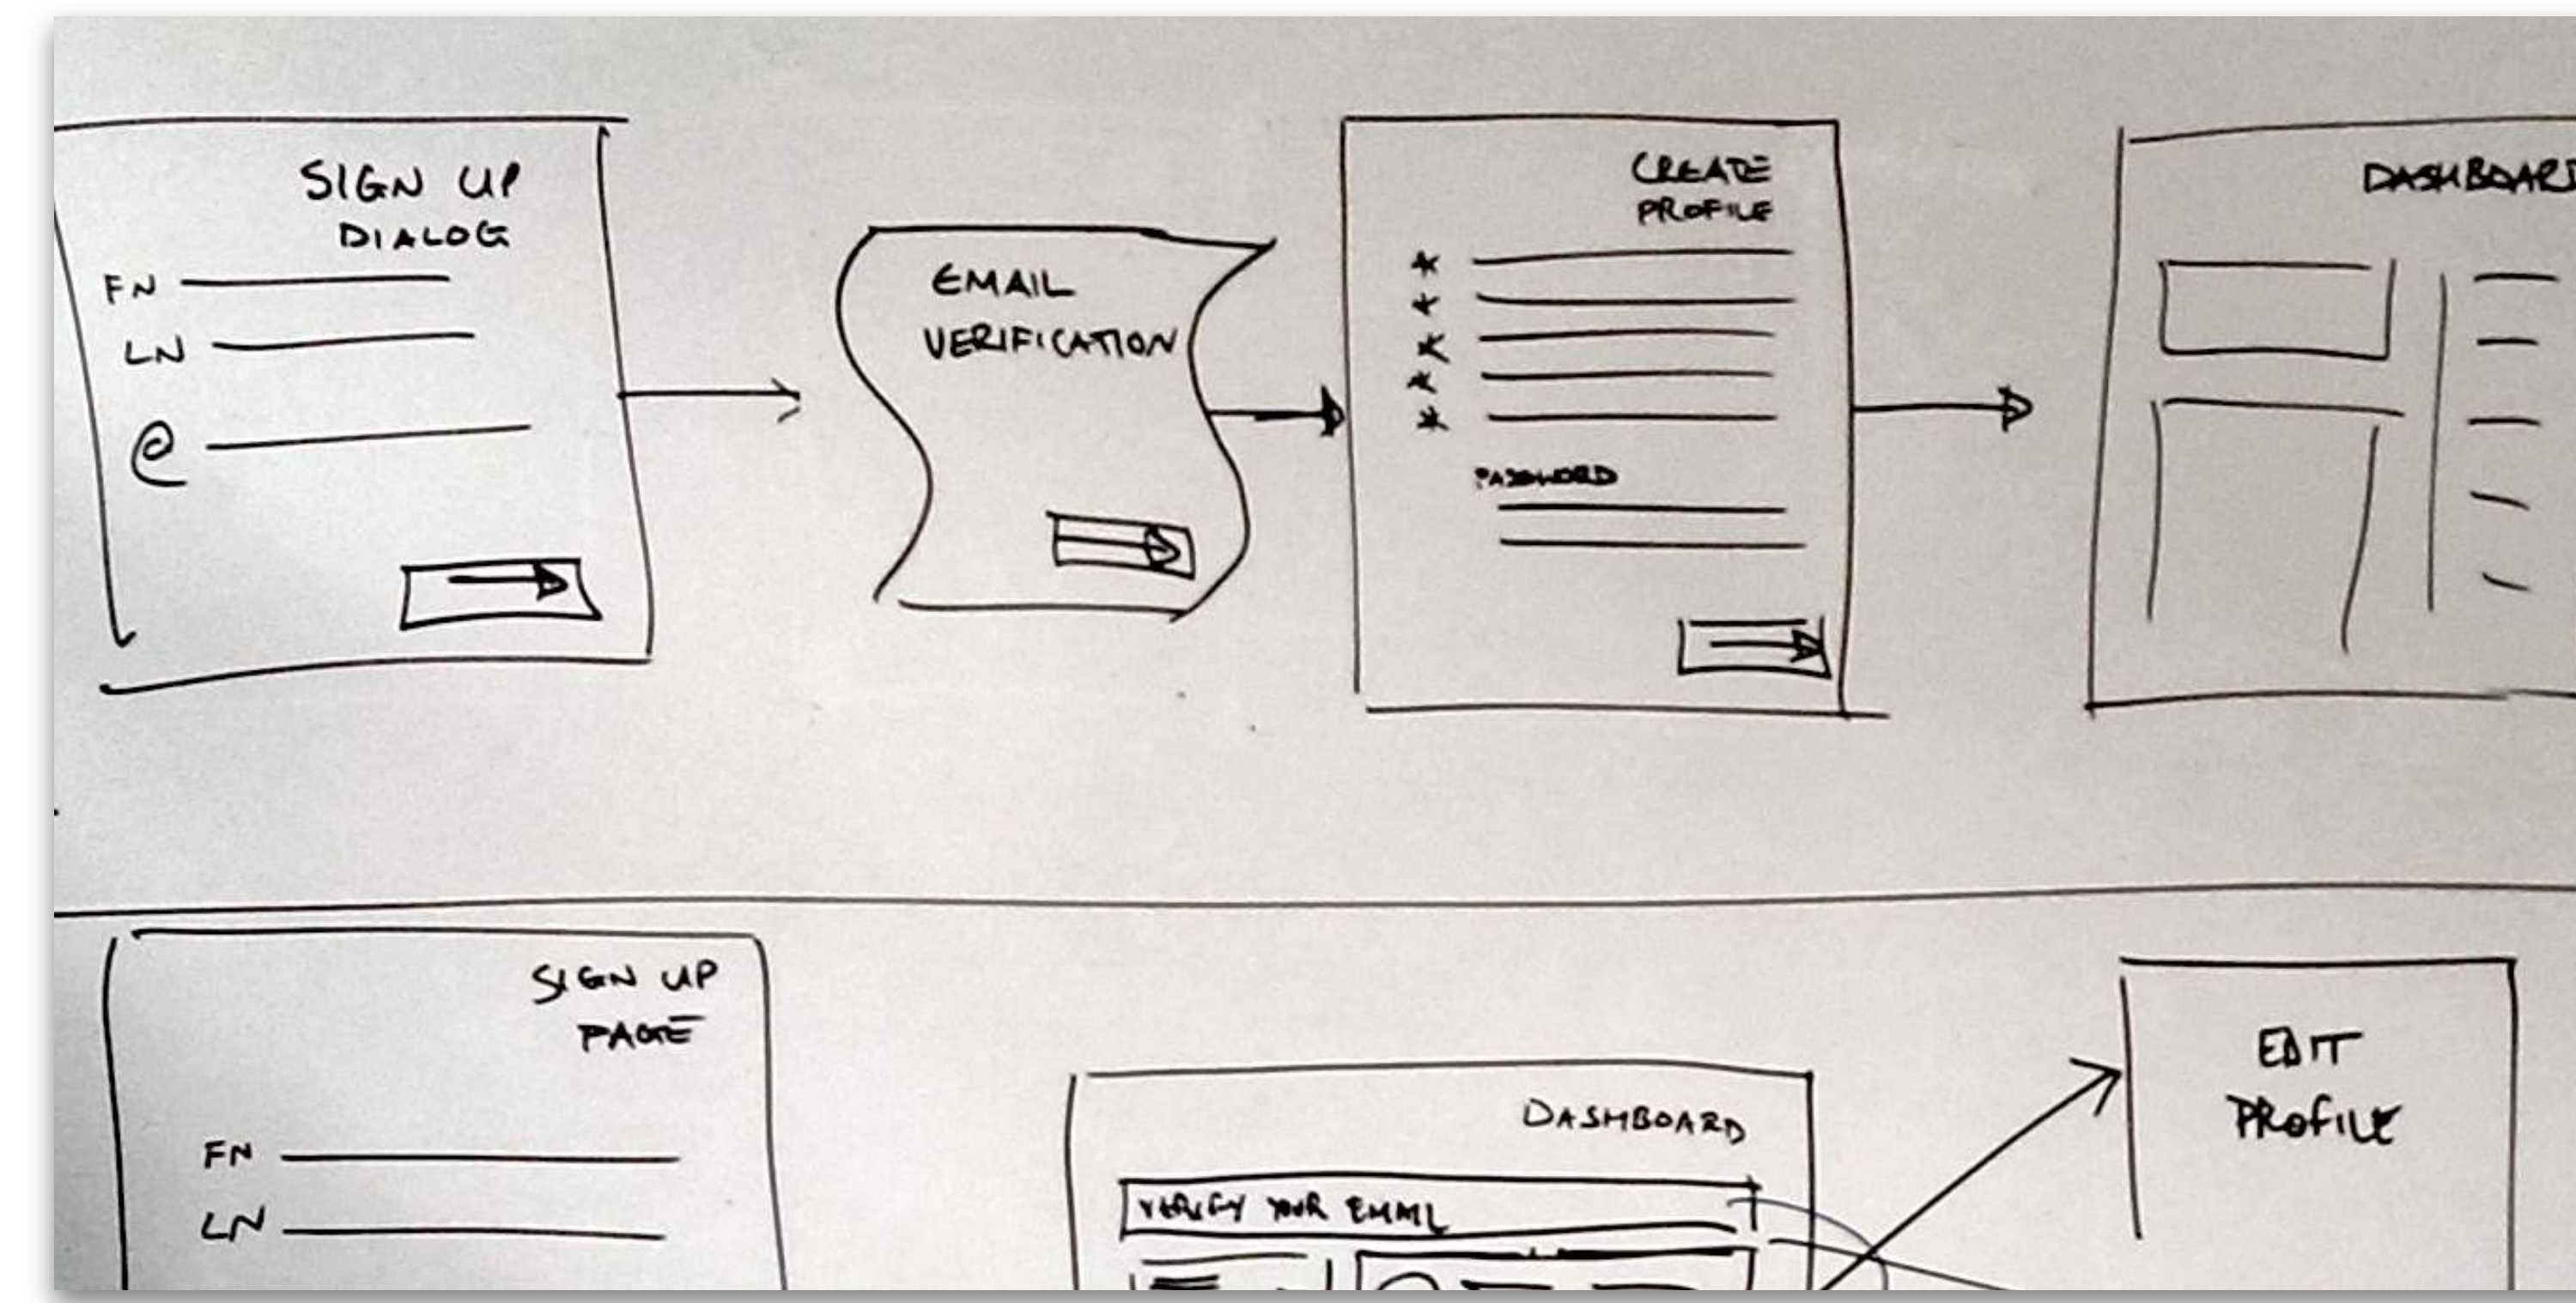 SIGN UP
DIALOG
FN
LN
@
EMAIL
VERIFICATION
CREATE
PROFILE
*
*
*
*
*
PASSWORD
DASHBOARD
SIGN UP
PAGE
FN
LN
DASHBOARD
VERIFY YOUR EMAIL
EDIT
PROFILE